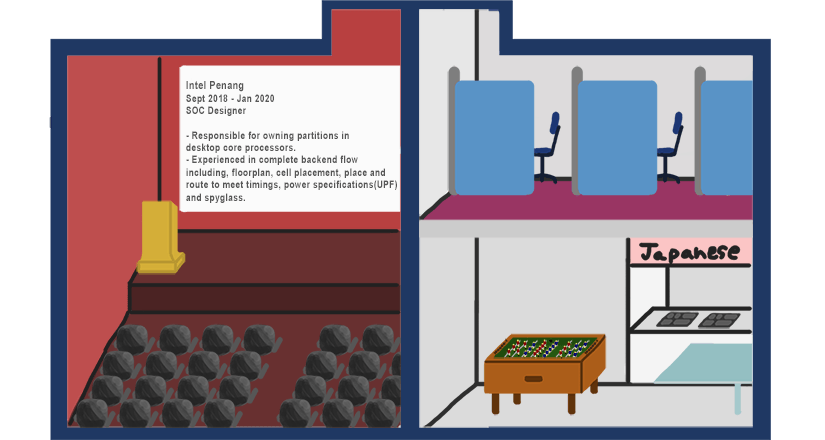 Intel Penang
Sept 2018 - Jan 2020
SOC Designer
- Responsible for owning partitions in
desktop core processors.
- Experienced in complete backend flow
including, floorplan, cell placement, place and
route to meet timings, power specifications(UPF)
and spyglass.
Japanese